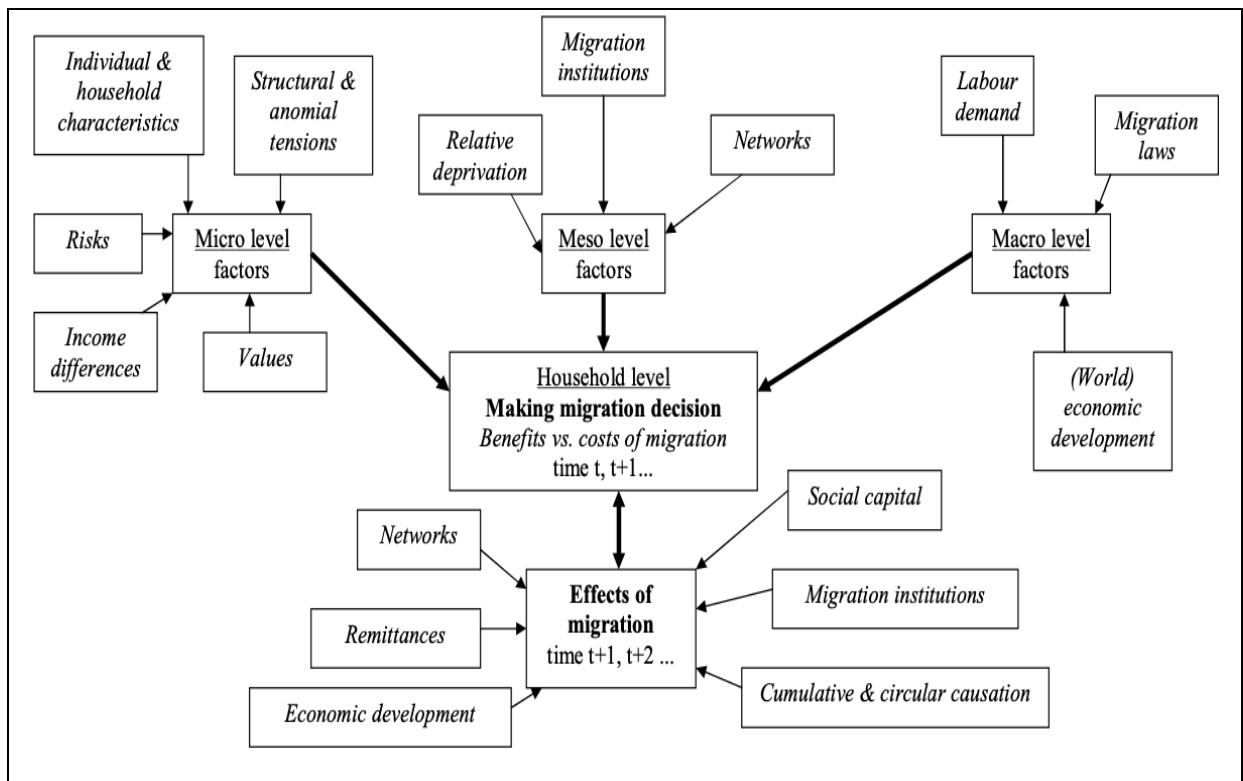 Individual &
household
characteristics
Structural &
anomial
tensions
Migration
institutions
Labour
demand
Migration
laws
Relative
deprivation
Networks
Risks
Micro level
factors
Meso level
factors
Macro level
factors
Income
differences
Values
(World)
economic
development
Household level
Making migration decision
Benefits vs. costs of migration
time t, t+1...
Social capital
Networks
Effects of
migration
time t+1, t+2 ...
Migration institutions
Remittances
Cumulative & circular causation
Economic development